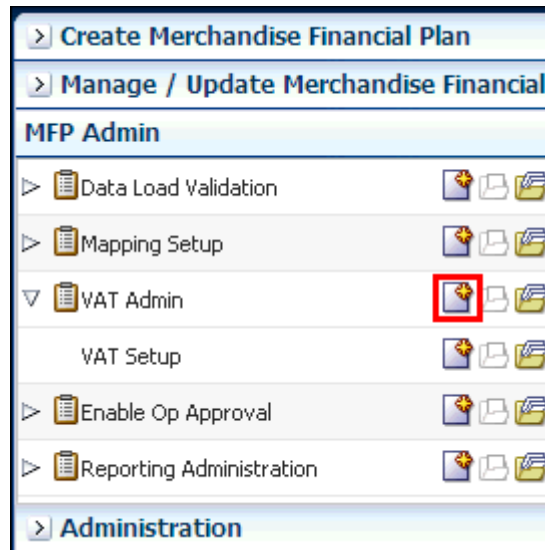 Create Merchandise Financial Plan
Manage / Update Merchandise Financial
MFP Admin
Data Load Validation
Mapping Setup
VAT Admin
VAT Setup
Enable Op Approval
Reporting Administration
Administration